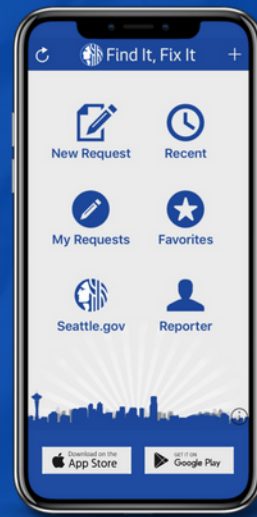 Find It, Fix It
New Request
Recent
My Requests
Favorites
Seattle.gov
Reporter
Download on the
App Store
GET IT ON
Google Play